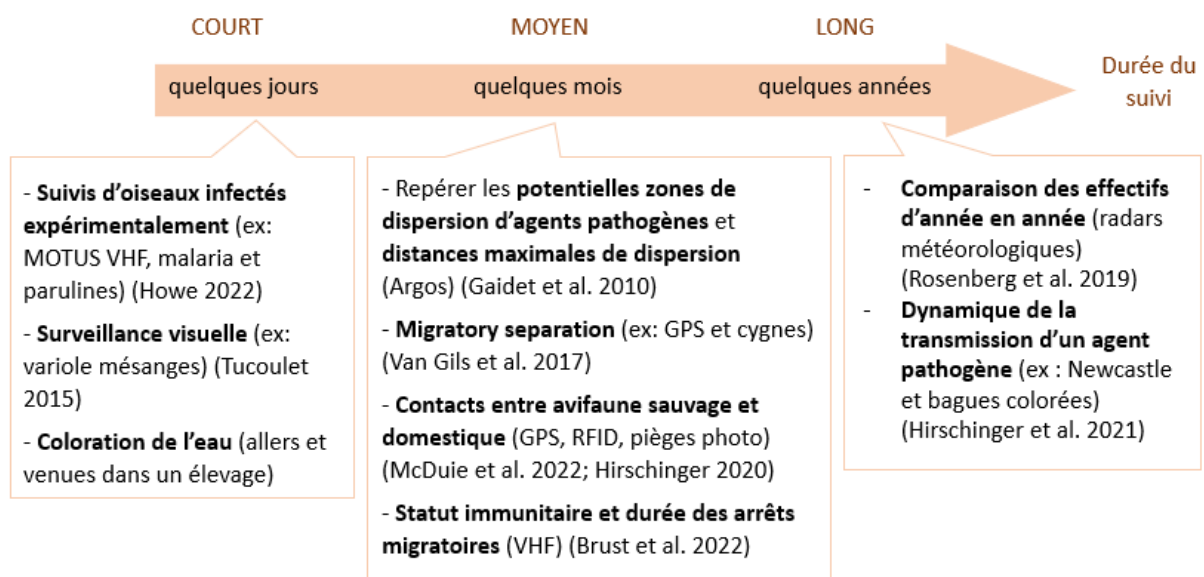 COURT
MOYEN
LONG
quelques jours
quelques mois
quelques années
Durée du
suivi
- Suivis d'oiseaux infectés
expérimentalement (ex:
MOTUS VHF, malaria et
parulines) (Howe 2022)
- Surveillance visuelle (ex:
variole mésanges) (Tucoulet
2015)
- Coloration de l'eau (allers et
venues dans un élevage)
- Repérer les potentielles zones de
dispersion d'agents pathogènes et
distances maximales de dispersion
(Argos) (Gaidet et al. 2010)
- Migratory separation (ex: GPS et cygnes)
(Van Gils et al. 2017)
- Contacts entre avifaune sauvage et
domestique (GPS, RFID, pièges photo)
(McDuie et al. 2022; Hirschinger 2020)
- Statut immunitaire et durée des arrêts
migratoires (VHF) (Brust et al. 2022)
- Comparaison des effectifs
d'année en année (radars
météorologiques)
(Rosenberg et al. 2019)
- Dynamique de la
transmission d'un agent
pathogène (ex : Newcastle
et bagues colorées)
(Hirschinger et al. 2021)